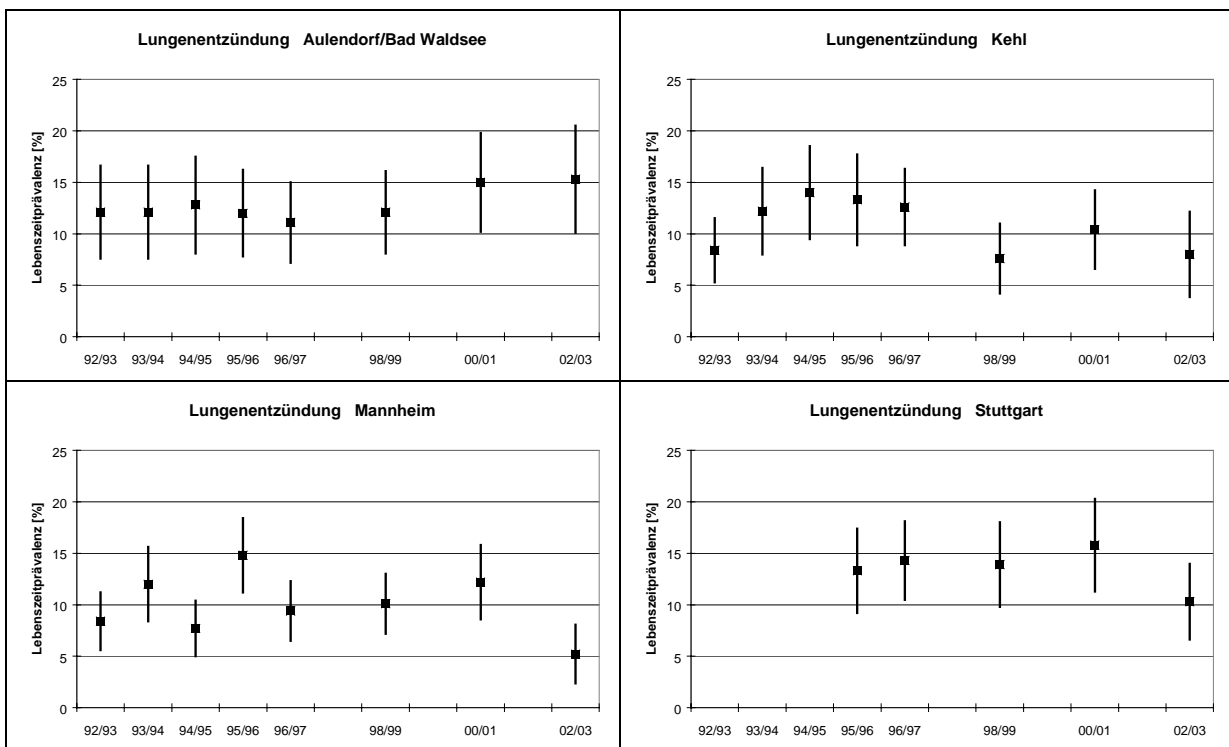 Lungenentzündung Aulendorf/Bad Waldsee
Lebenszeitprävalenz [%]
25
20
15
10
5
0
92/93 93/94 94/95 95/96 96/97 98/99 00/01 02/03
Lungenentzündung Kehl
Lebenszeitprävalenz [%]
25
20
15
10
5
0
92/93 93/94 94/95 95/96 96/97 98/99 00/01 02/03
Lungenentzündung Mannheim
Lebenszeitprävalenz [%]
25
20
15
10
5
0
92/93 93/94 94/95 95/96 96/97 98/99 00/01 02/03
Lungenentzündung Stuttgart
Lebenszeitprävalenz [%]
25
20
15
10
5
0
92/93 93/94 94/95 95/96 96/97 98/99 00/01 02/03